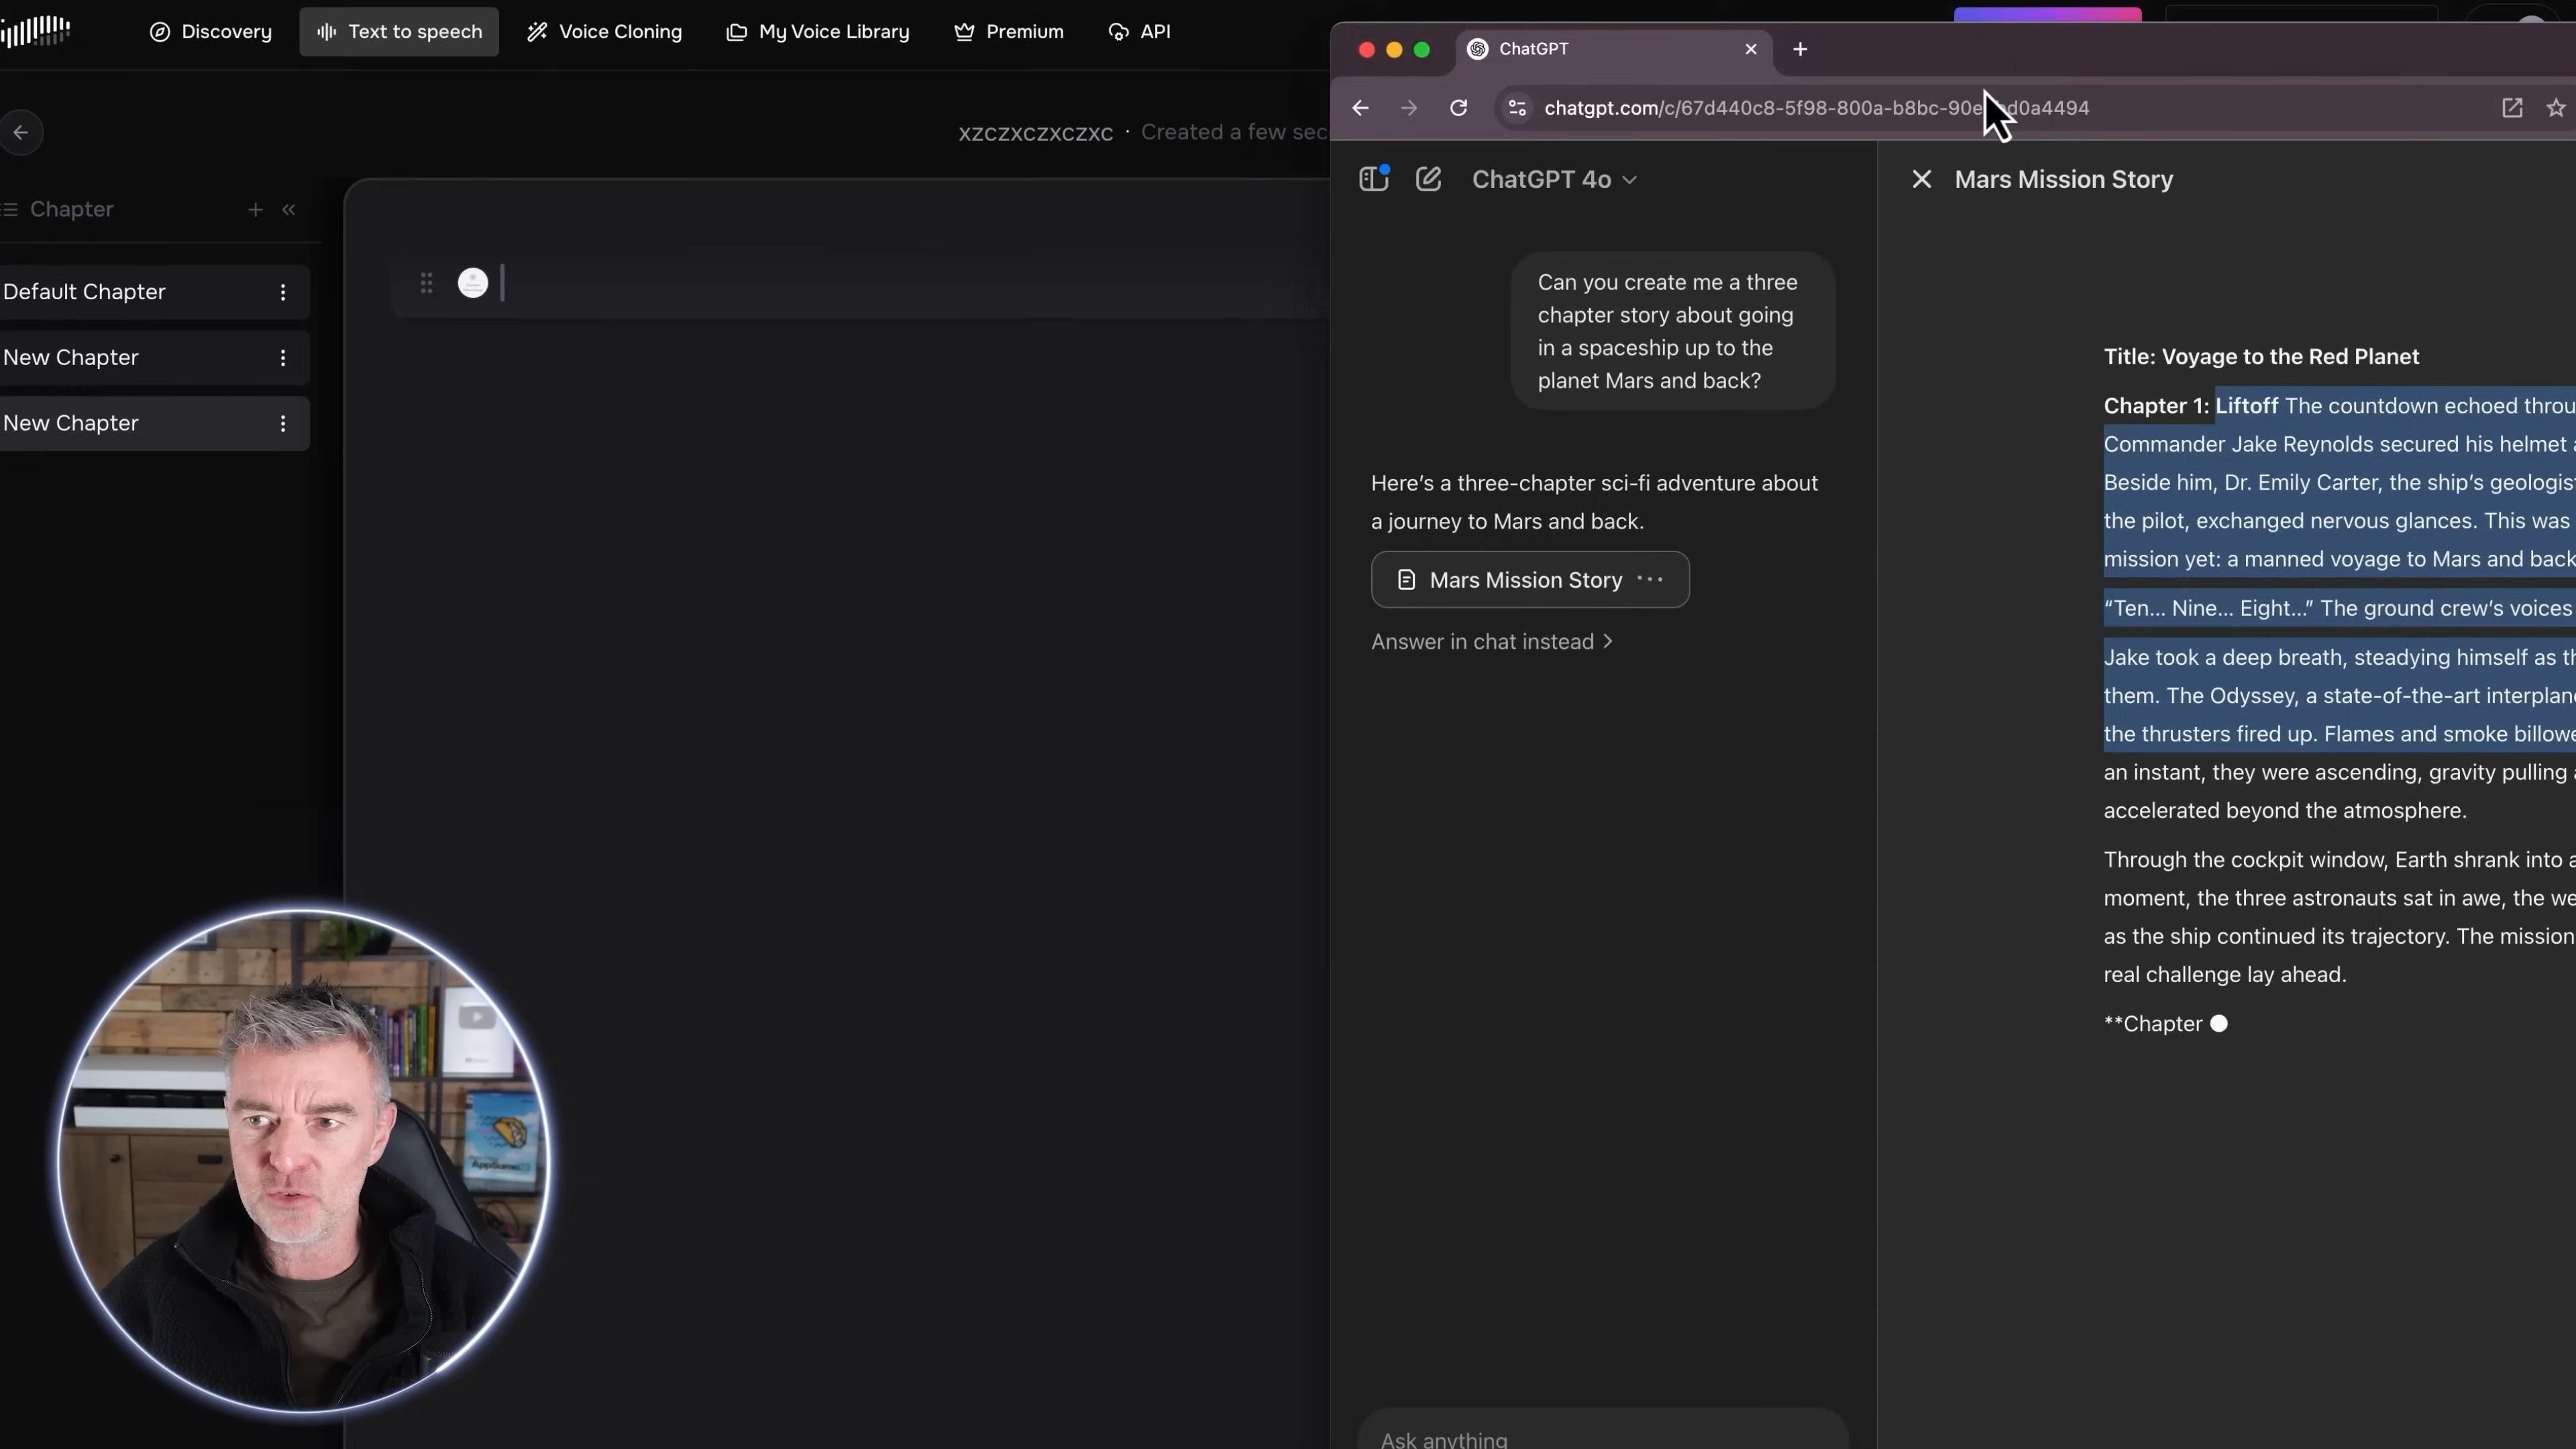 Discovery
Text to speech
Voice Cloning
My Voice Library
Premium
API
xzczxczxczxc · Created a few sec
Chapter
Default Chapter
New Chapter
New Chapter
ChatGPT
chatgpt.com/c/67d440c8-5f98-800a-b8bc-90e d0a4494
ChatGPT 4o
Can you create me a three
chapter story about going
in a spaceship up to the
planet Mars and back?
Here’s a three-chapter sci-fi adventure about
a journey to Mars and back.
Mars Mission Story
Answer in chat instead
Ask anything
Mars Mission Story
Title: Voyage to the Red Planet
Chapter 1: Liftoff The countdown echoed throu
Commander Jake Reynolds secured his helmet a
Beside him, Dr. Emily Carter, the ship’s geologist
the pilot, exchanged nervous glances. This was
mission yet: a manned voyage to Mars and back
“Ten... Nine... Eight...” The ground crew’s voices
Jake took a deep breath, steadying himself as th
them. The Odyssey, a state-of-the-art interplane
the thrusters fired up. Flames and smoke billowe
an instant, they were ascending, gravity pulling a
accelerated beyond the atmosphere.
Through the cockpit window, Earth shrank into a
moment, the three astronauts sat in awe, the we
as the ship continued its trajectory. The mission
real challenge lay ahead.
**Chapter
AppSumo